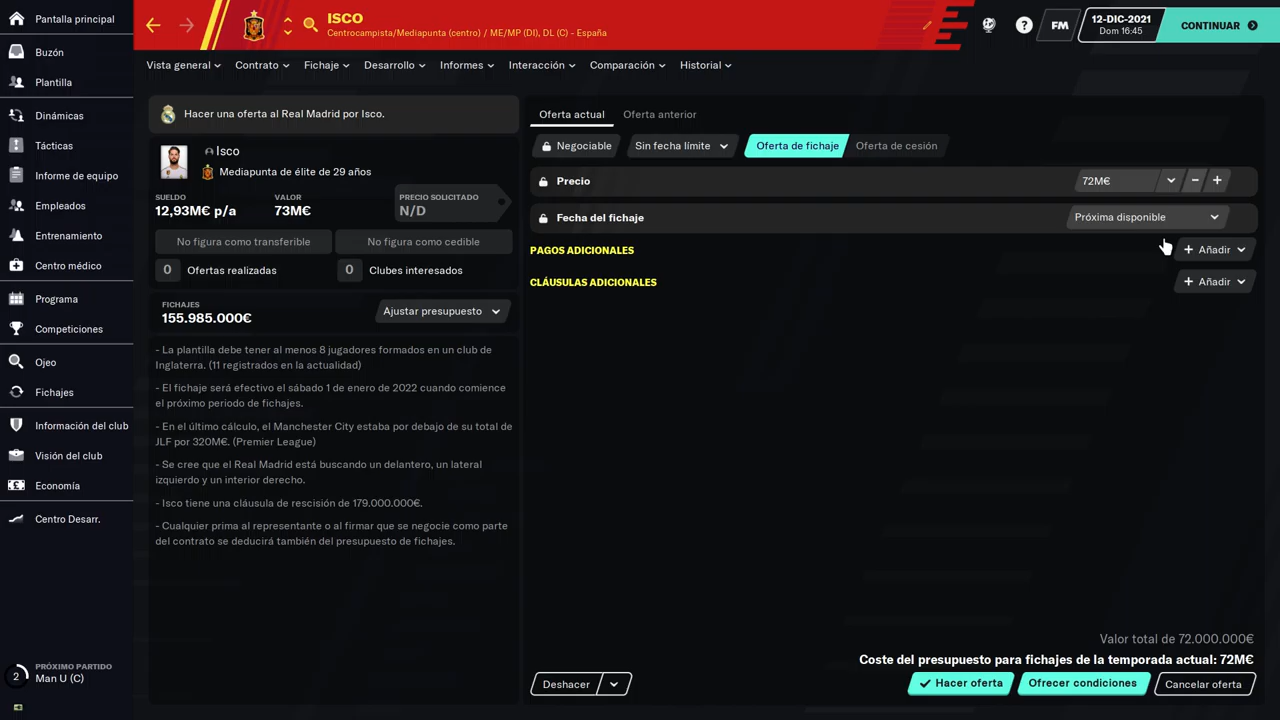 Pantalla principal
Buzón
Plantilla
Dinámicas
Tácticas
Informe de equipo
Empleados
Entrenamiento
Centro médico
Programa
Competiciones
Ojeo
Fichajes
Información del club
Visión del club
Economía
Centro Desarr.
2
PRÓXIMO PARTIDO
Man U (C)
ISCO
Centrocampista/Mediapunta (centro) / ME/MP (DI), DL (C) - España
?
FM
12-DIC-2021
Dom 16:45
CONTINUAR
Vista general
Contrato
Fichaje
Desarrollo
Informes
Interacción
Comparación
Historial
Hacer una oferta al Real Madrid por Isco.
Isco
Mediapunta de élite de 29 años
SUELDO
12,93M€ p/a
VALOR
73M€
PRECIO SOLICITADO
N/D
No figura como transferible
No figura como cedible
0 Ofertas realizadas
0 Clubes interesados
FICHAJES
155.985.000€
Ajustar presupuesto
- La plantilla debe tener al menos 8 jugadores formados en un club de
Inglaterra. (11 registrados en la actualidad)
- El fichaje será efectivo el sábado 1 de enero de 2022 cuando comience
el próximo periodo de fichajes.
- En el último cálculo, el Manchester City estaba por debajo de su total de
JLF por 320M€. (Premier League)
- Se cree que el Real Madrid está buscando un delantero, un lateral
izquierdo y un interior derecho.
- Isco tiene una cláusula de rescisión de 179.000.000€.
- Cualquier prima al representante o al firmar que se negocie como parte
del contrato se deducirá también del presupuesto de fichajes.
Oferta actual
Oferta anterior
Negociable
Sin fecha límite
Oferta de fichaje
Oferta de cesión
Precio
72M€
Fecha del fichaje
Próxima disponible
PAGOS ADICIONALES
+ Añadir
CLÁUSULAS ADICIONALES
+ Añadir
Valor total de 72.000.000€
Coste del presupuesto para fichajes de la temporada actual: 72M€
Deshacer
Hacer oferta
Ofrecer condiciones
Cancelar oferta